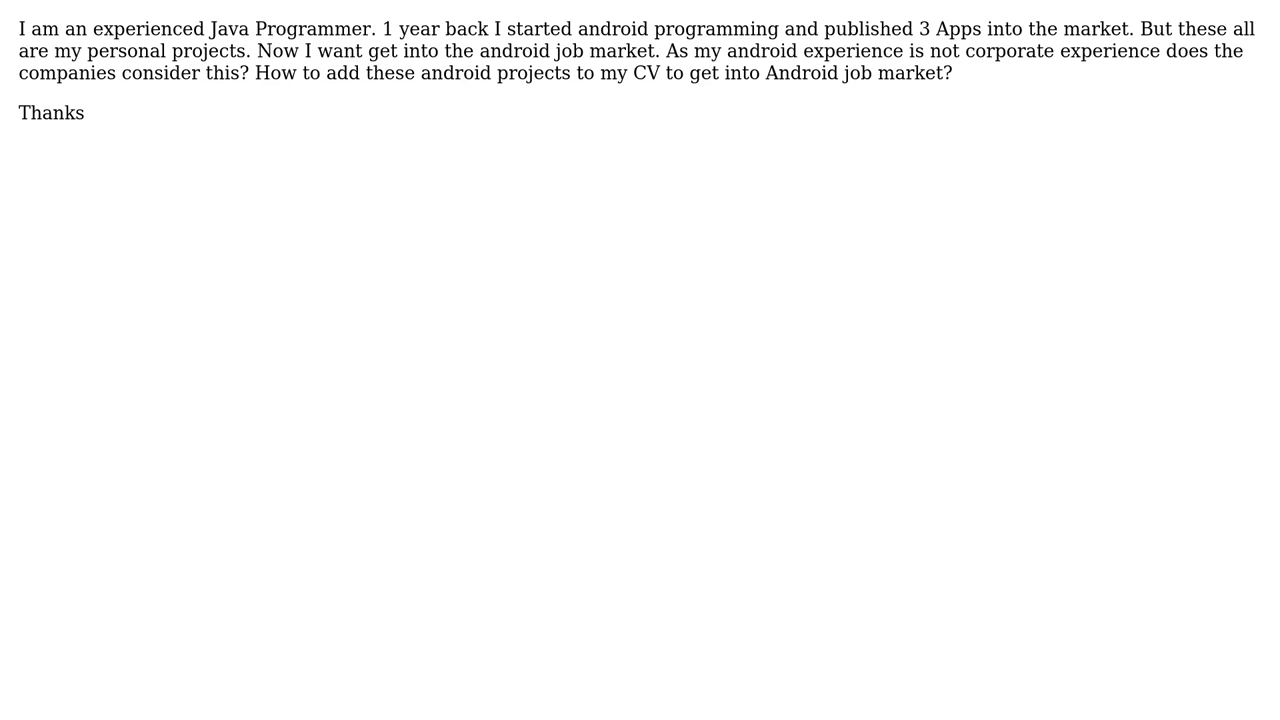 I am an experienced Java Programmer. 1 year back I started android programming and published 3 Apps into the market. But these all
are my personal projects. Now I want get into the android job market. As my android experience is not corporate experience does the
companies consider this? How to add these android projects to my CV to get into Android job market?
Thanks